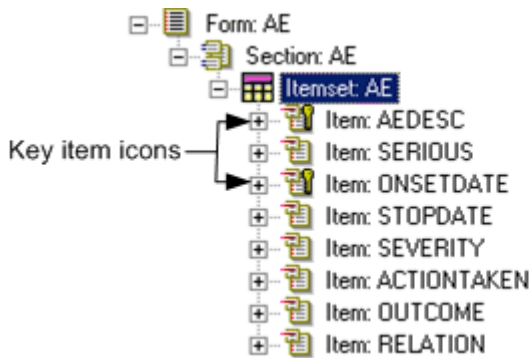 Form: AE
Section: AE
Itemset: AE
Item: AEDESC
Key item icons
Item: SERIOUS
Item: ONSETDATE
Item: STOPDATE
Item: SEVERITY
Item: ACTIONTAKEN
Item: OUTCOME
Item: RELATION